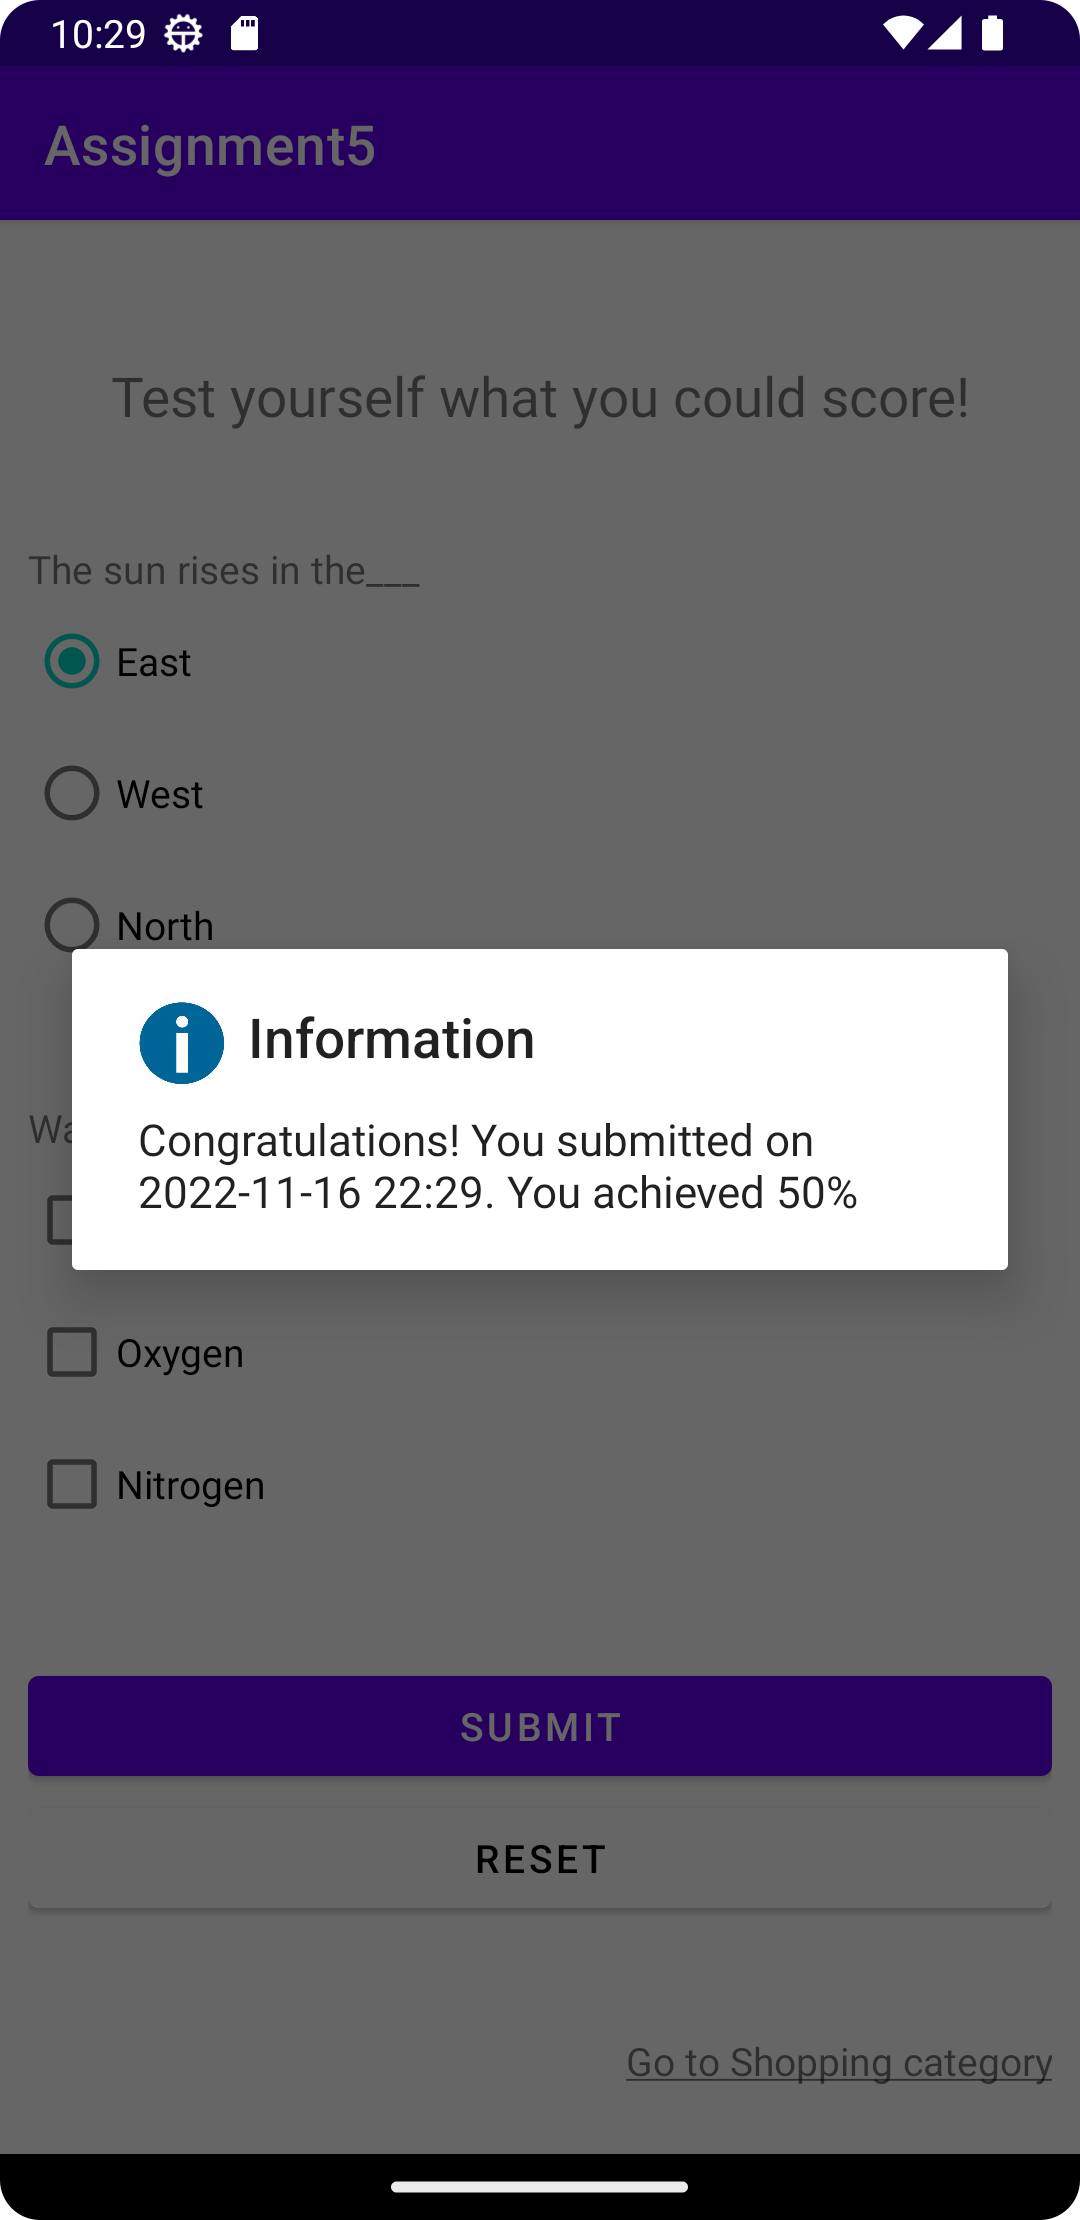 10:29
Assignment5
Test yourself what you could score!
The sun rises in the___
East
West
North
Information
Congratulations! You submitted on
2022-11-16 22:29. You achieved 50%
Oxygen
Nitrogen
SUBMIT
RESET
Go to Shopping category